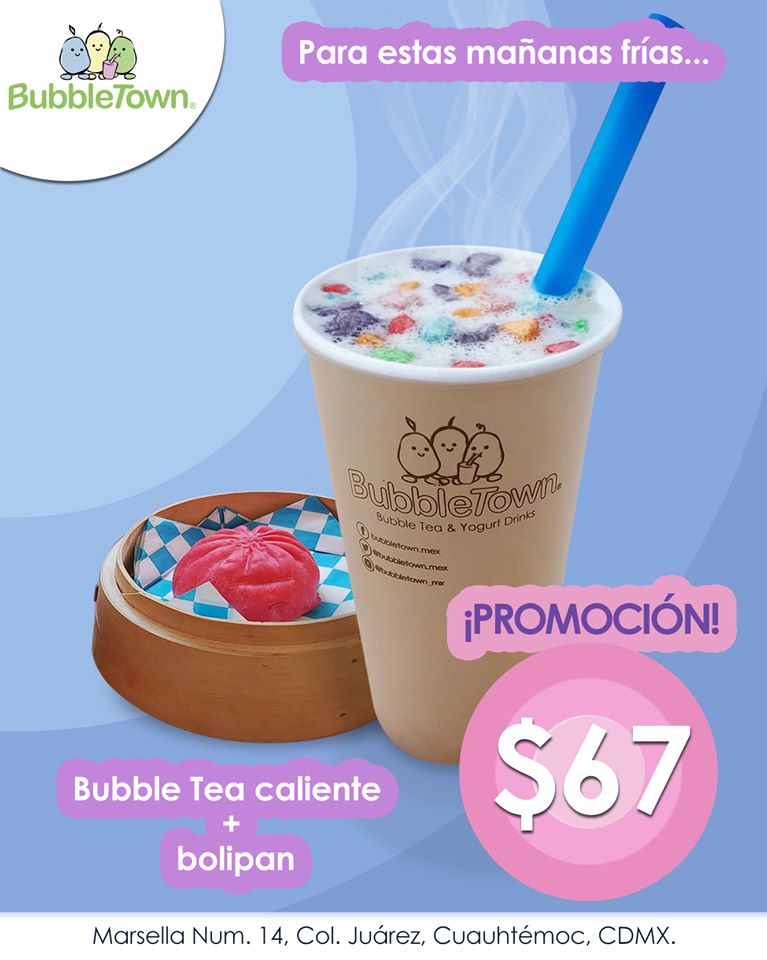 BubbleTown®
Para estas mañanas frías...
BubbleTown®
Bubble Tea & Yogurt Drinks
bubbletown.mex
@bubbletown.mex
@bubbletown_mx
¡PROMOCIÓN!
$67
Bubble Tea caliente
+
bolipan
Marsella Num. 14, Col. Juárez, Cuauhtémoc, CDMX.